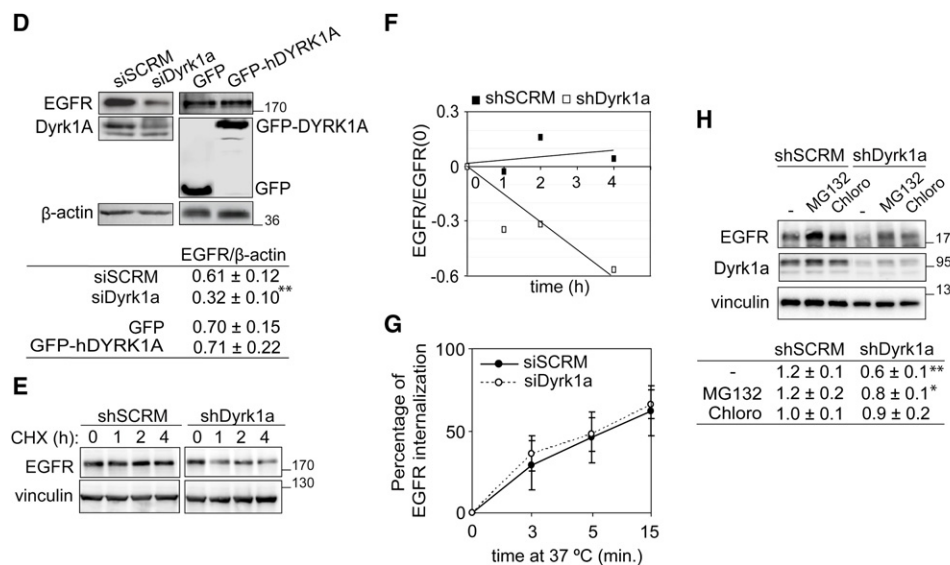 D
siSCRM
siDyrk1a
GFP
GFP-hDYRK1A
EGFR
170
Dyrk1A
GFP-DYRK1A
GFP
β-actin
36
EGFR/β-actin
siSCRM 0.61 ± 0.12
siDyrk1a 0.32 ± 0.10 **
GFP 0.70 ± 0.15
GFP-hDYRK1A 0.71 ± 0.22
E
shSCRM shDyrk1a
CHX (h): 0 1 2 4 0 1 2 4
EGFR
170
130
vinculin
F
shSCRM shDyrk1a
EGFR/EGFR(0)
0.3
0
-0.3
-0.6
0 1 2 3 4
time (h)
G
Percentage of
EGFR internalization
siSCRM
siDyrk1a
100
50
0
0 3 5 15
time at 37 ºC (min.)
H
shSCRM shDyrk1a
- MG132 Chloro - MG132 Chloro
EGFR
17
Dyrk1a
95
13
vinculin
shSCRM shDyrk1a
- 1.2 ± 0.1 0.6 ± 0.1**
MG132 1.2 ± 0.2 0.8 ± 0.1*
Chloro 1.0 ± 0.1 0.9 ± 0.2